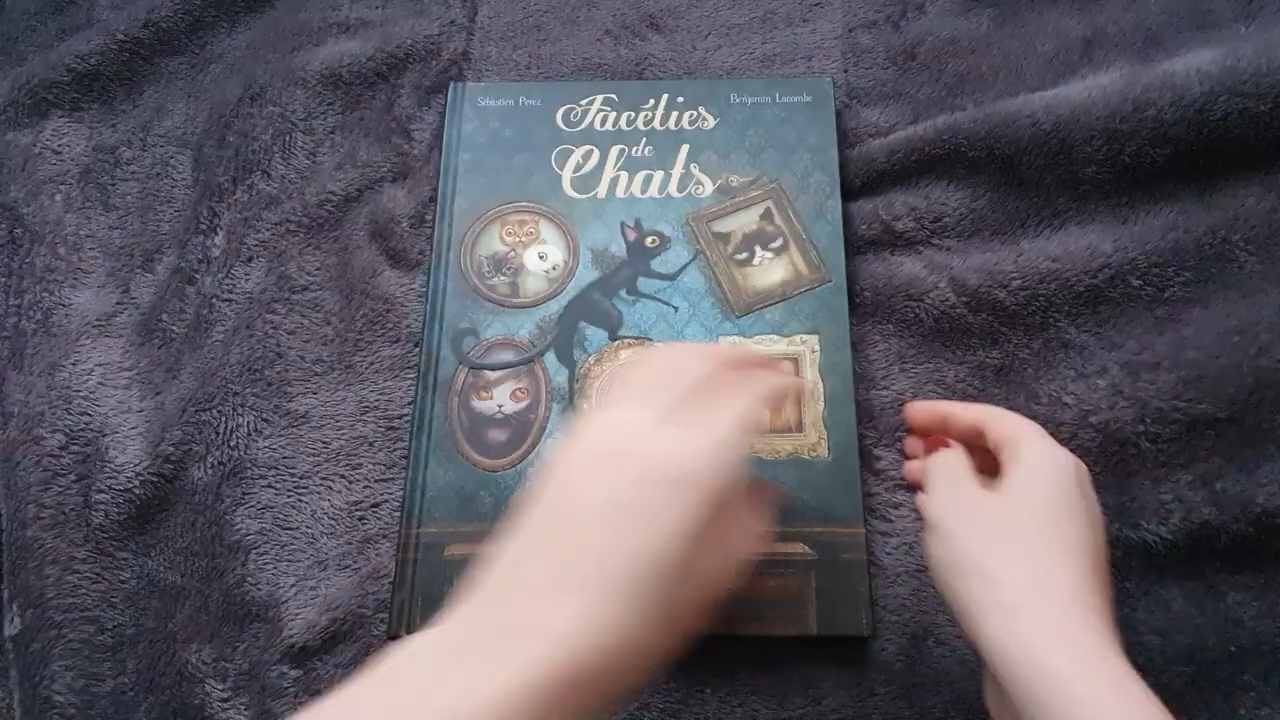 Sébastien Perez
Benjamin Lacombe
Facéties
de
Chats